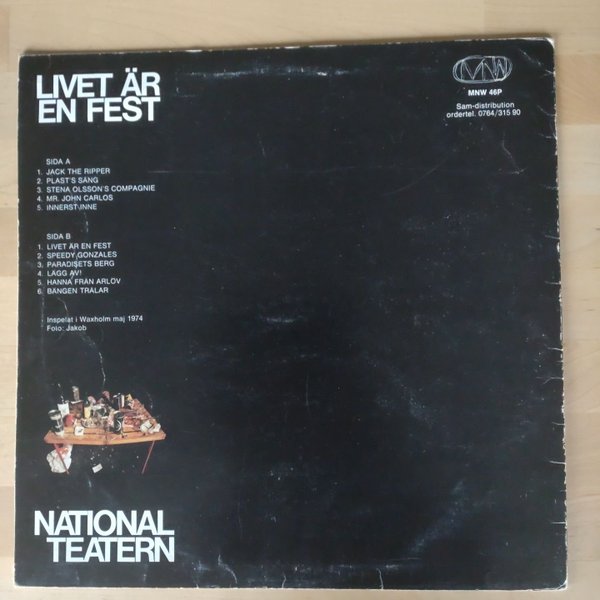 LIVET ÄR
EN FEST
MNW
MNW 46P
Sam-distribution
ordertel. 0764/315 90
SIDA A
1. JACK THE RIPPER
2. PLAST'S SÅNG
3. STENA OLSSON'S COMPAGNIE
4. MR. JOHN CARLOS
5. INNERST INNE
SIDA B
1. LIVET ÄR EN FEST
2. SPEEDY GONZALES
3. PARADISETS BERG
4. LÄGG AV!
5. HANNA FRÅN ARLÖV
6. BÄNGEN TRÅLAR
Inspelat i Waxholm maj 1974
Foto: Jakob
NATIONAL
TEATERN